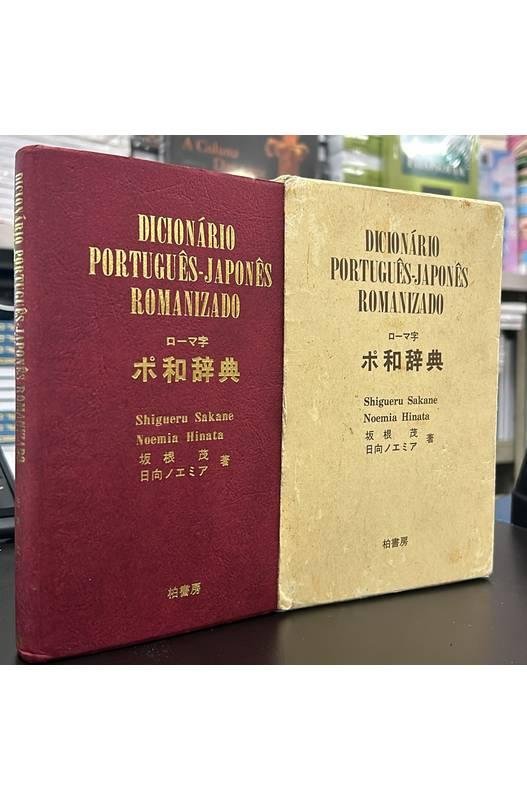 DICIONÁRIO PORTUGUÊS-JAPONÊS ROMANIZADO
DICIONÁRIO
PORTUGUÊS-JAPONÊS
ROMANIZADO
ローマ字
ポ和辞典
Shigueru Sakane
Noemia Hinata
坂根 茂
日向ノエミア 著
柏書房
DICIONÁRIO
PORTUGUÊS-JAPONÊS
ROMANIZADO
ローマ字
ポ和辞典
Shigueru Sakane
Noemia Hinata
坂根 茂
日向ノエミア 著
柏書房
A Cabana